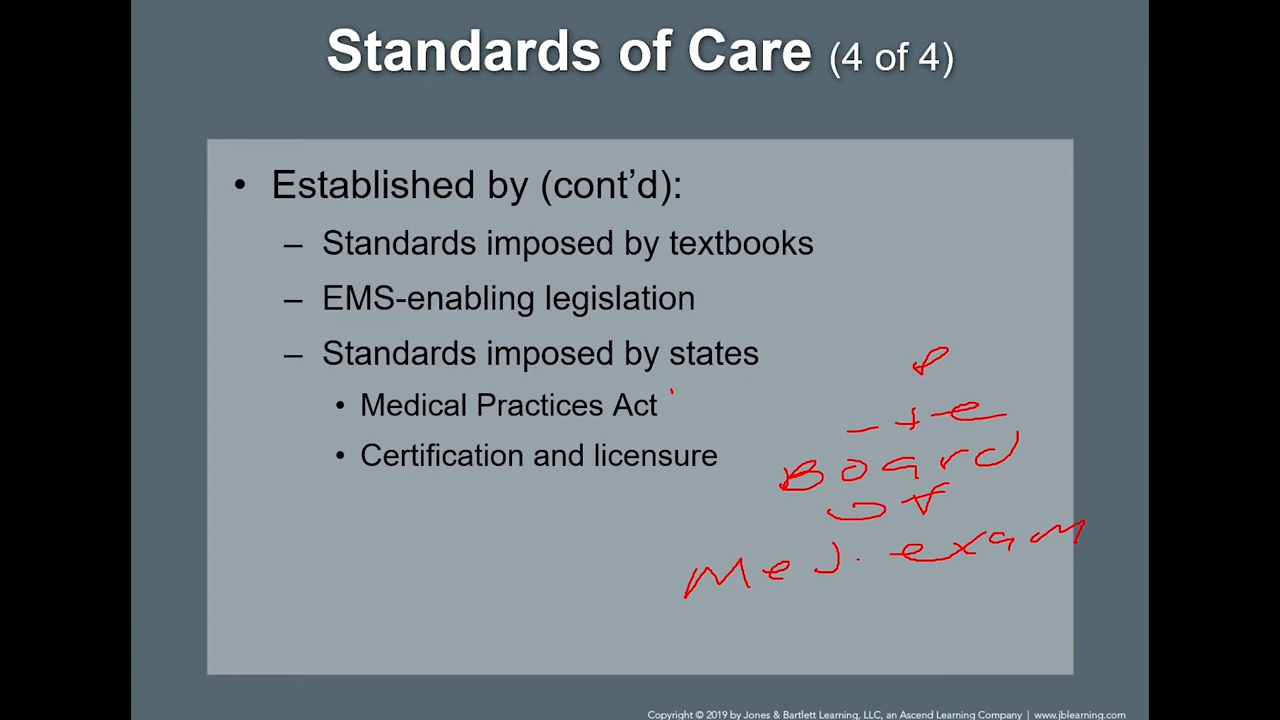 Standards of Care (4 of 4)
• Established by (cont’d):
– Standards imposed by textbooks
– EMS-enabling legislation
– Standards imposed by states
• Medical Practices Act
• Certification and licensure
Board
of
Med. exam
Copyright © 2019 by Jones & Bartlett Learning, LLC, an Ascend Learning Company | www.jblearning.com